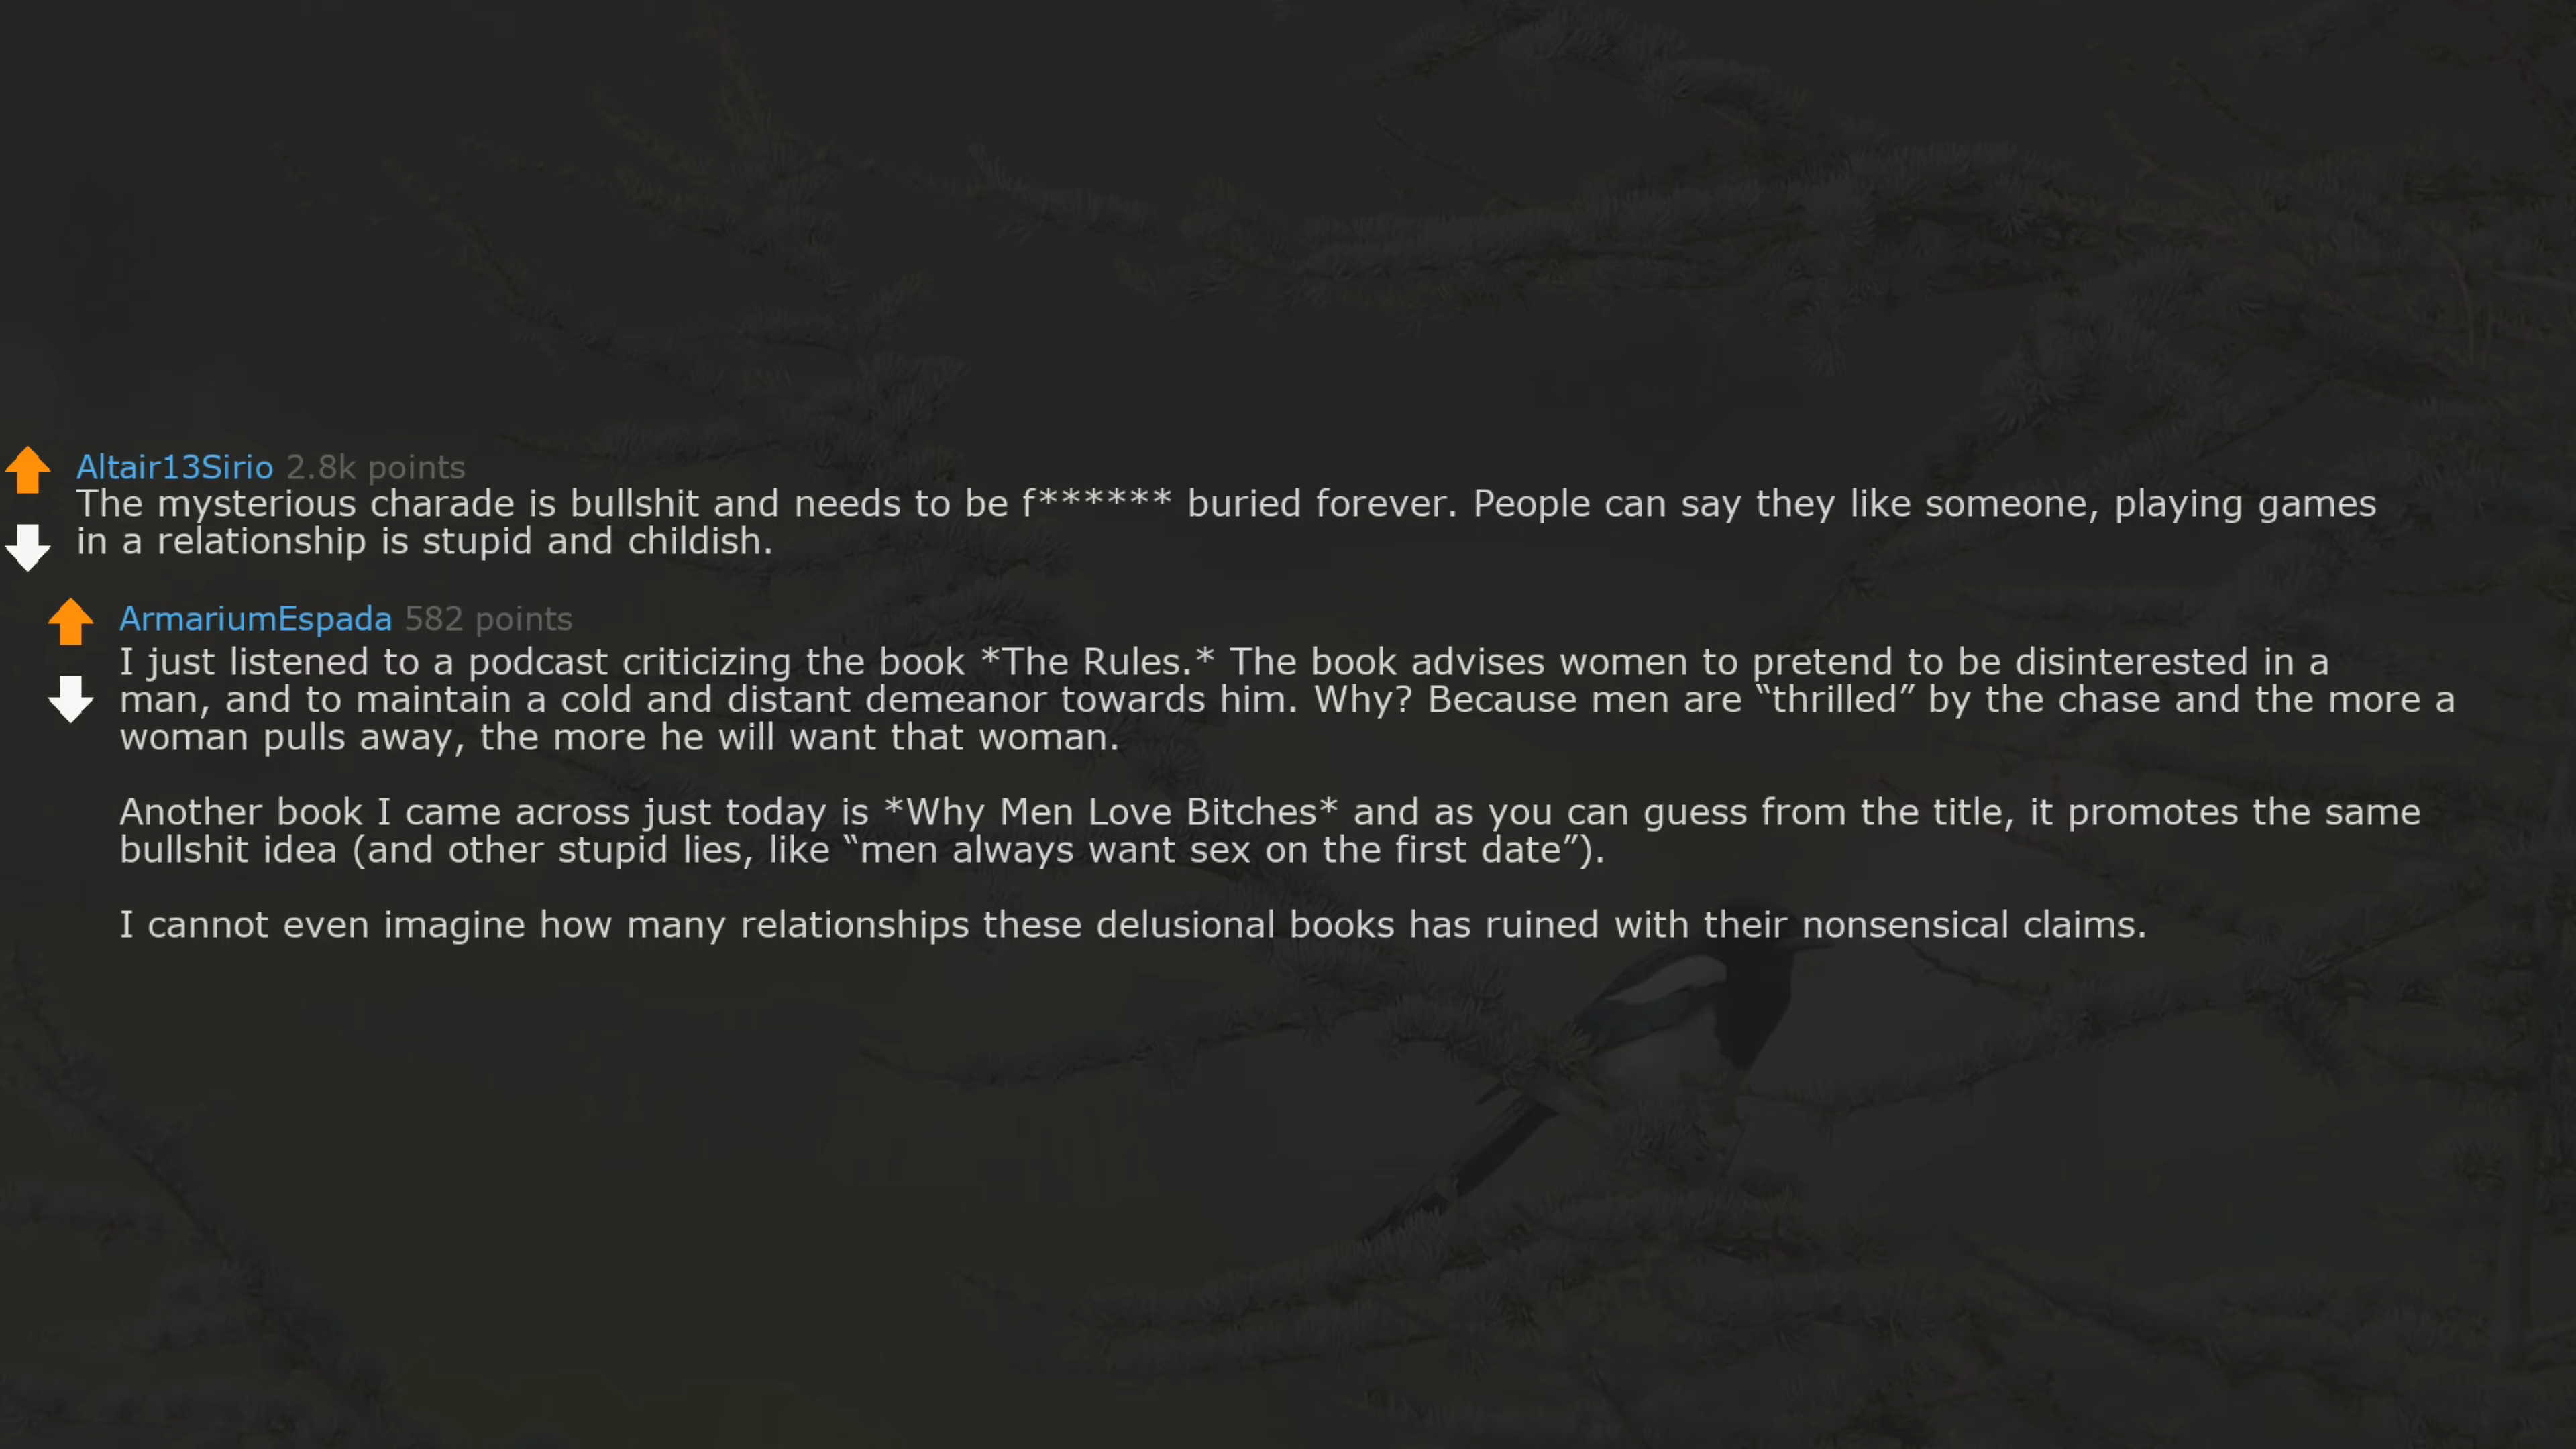 Altair13Sirio 2.8k points
The mysterious charade is bullshit and needs to be f****** buried forever. People can say they like someone, playing games
in a relationship is stupid and childish.
ArmariumEspada 582 points
I just listened to a podcast criticizing the book *The Rules.* The book advises women to pretend to be disinterested in a
man, and to maintain a cold and distant demeanor towards him. Why? Because men are “thrilled” by the chase and the more a
woman pulls away, the more he will want that woman.
Another book I came across just today is *Why Men Love Bitches* and as you can guess from the title, it promotes the same
bullshit idea (and other stupid lies, like “men always want sex on the first date”).
I cannot even imagine how many relationships these delusional books has ruined with their nonsensical claims.